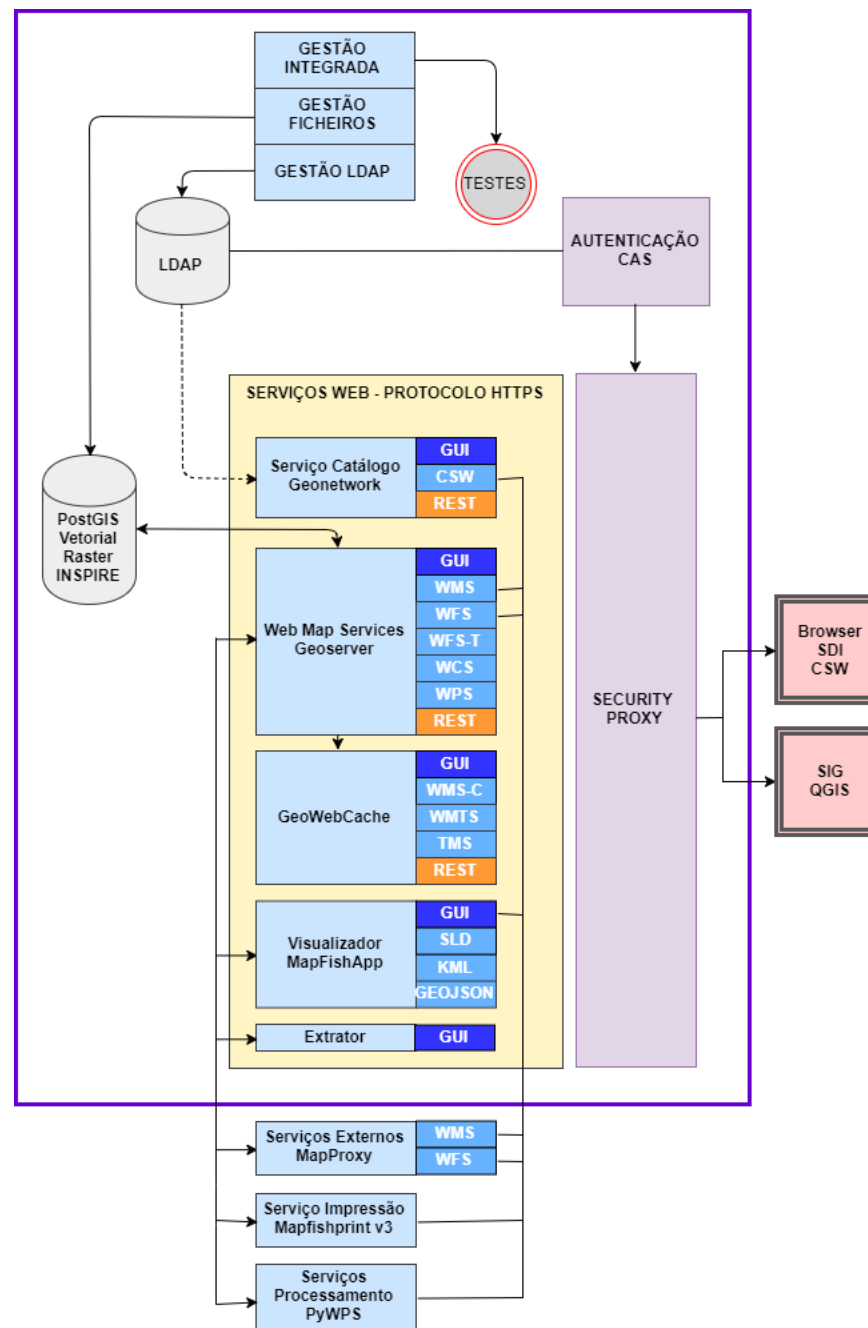 GESTÃO
INTEGRADA
GESTÃO
FICHEIROS
GESTÃO LDAP
TESTES
LDAP
AUTENTICAÇÃO
CAS
SERVIÇOS WEB - PROTOCOLO HTTPS
Serviço Catálogo
Geonetwork
GUI
CSW
REST
PostGIS
Vetorial
Raster
INSPIRE
Web Map Services
Geoserver
GUI
WMS
WFS
WFS-T
WCS
WPS
REST
SECURITY
PROXY
Browser
SDI
CSW
SIG
QGIS
GeoWebCache
GUI
WMS-C
WMTS
TMS
REST
Visualizador
MapFishApp
GUI
SLD
KML
GEOJSON
Extrator
GUI
Serviços Externos
MapProxy
WMS
WFS
Serviço Impressão
Mapfishprint v3
Serviços
Processamento
PyWPS